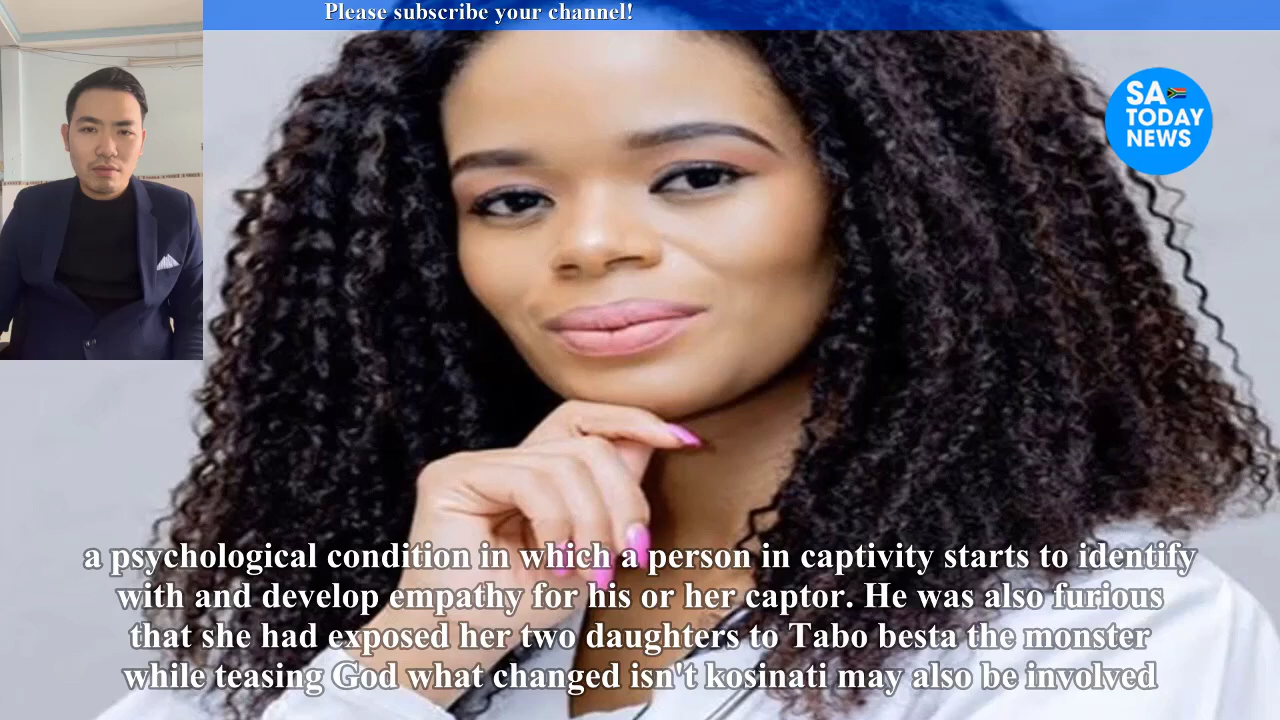 Please subscribe your channel!
SA
TODAY
NEWS
a psychological condition in which a person in captivity starts to identify
with and develop empathy for his or her captor. He was also furious
that she had exposed her two daughters to Tabo besta the monster
while teasing God what changed isn't kosinati may also be involved